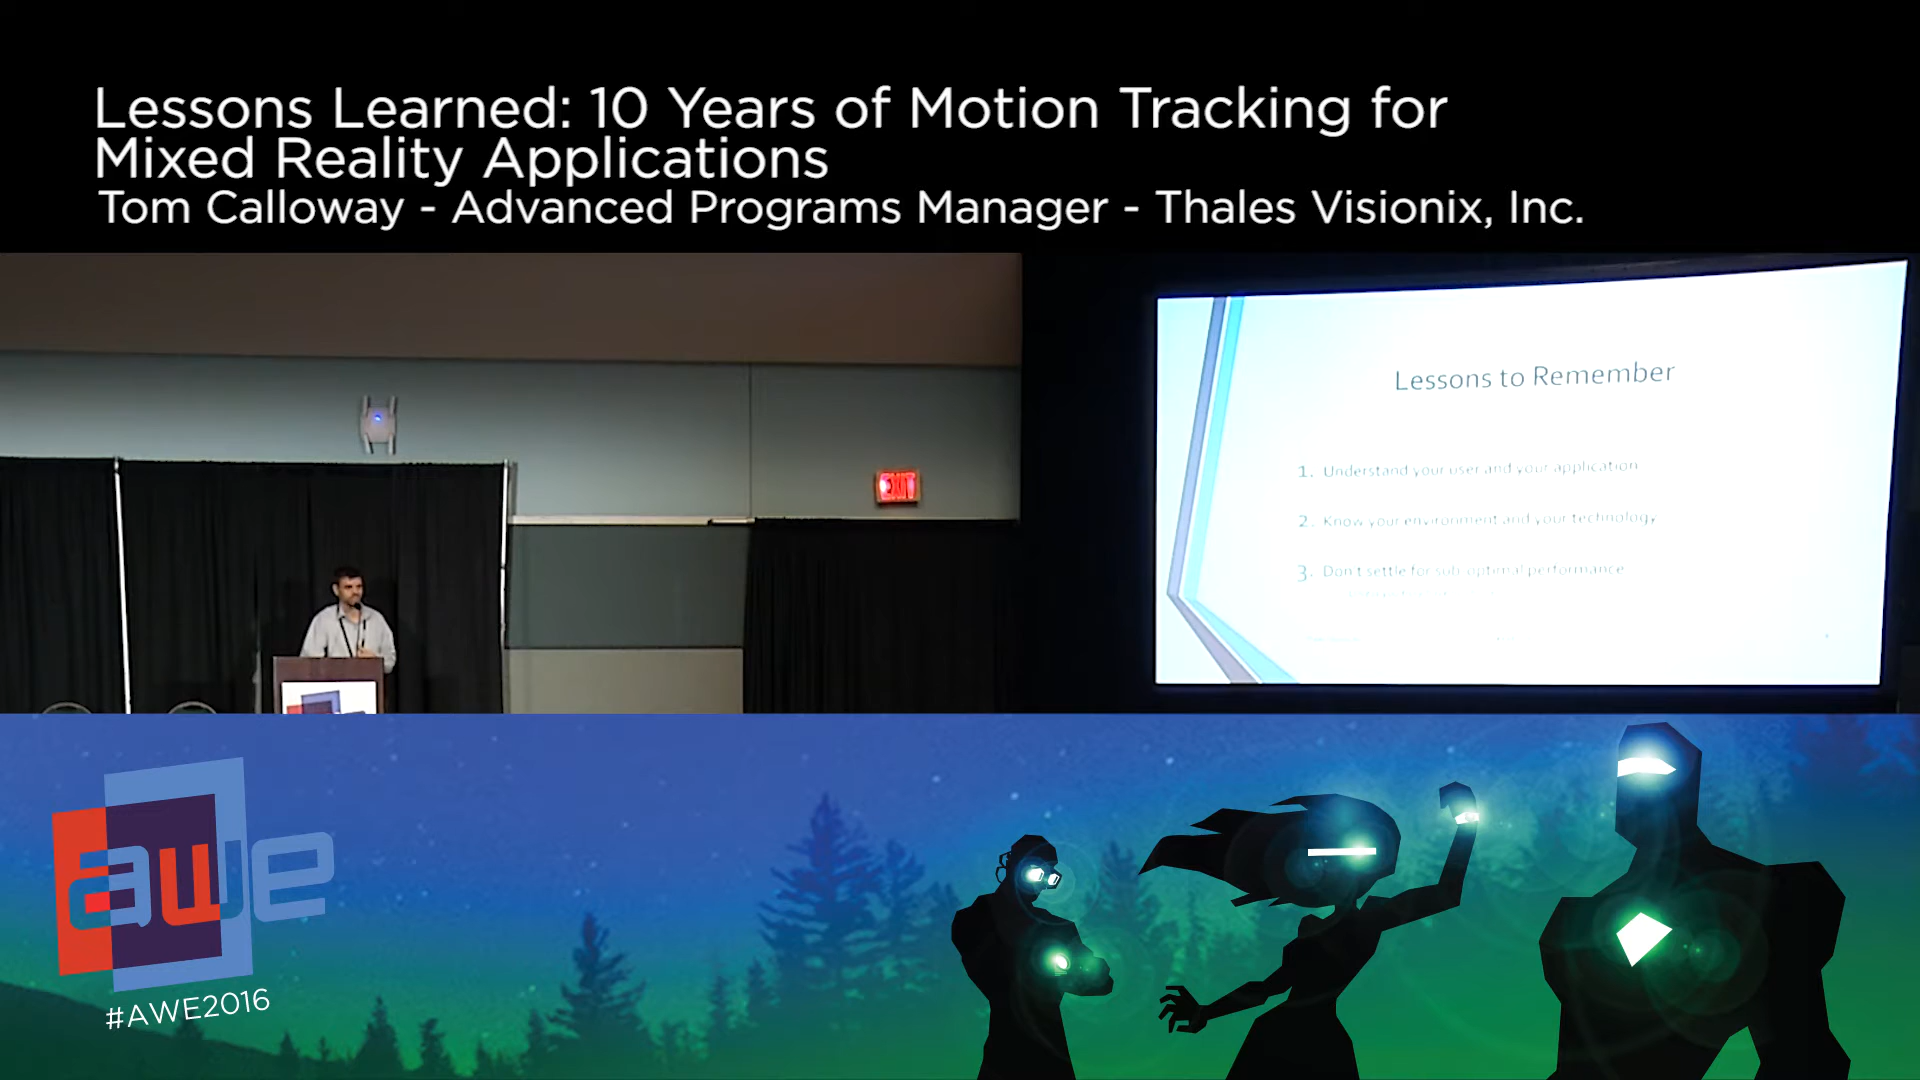 Lessons Learned: 10 Years of Motion Tracking for
Mixed Reality Applications
Tom Calloway - Advanced Programs Manager - Thales Visionix, Inc.
Lessons to Remember
1. Understand your user and your application
2. Know your environment and your technology
3. Don't settle for sub-optimal performance
EXIT
awe
#AWE2016